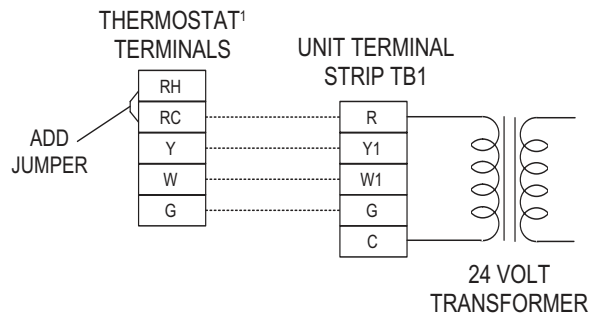 THERMOSTAT¹
TERMINALS
UNIT TERMINAL
STRIP TB1
RH
RC
Y
W
G
ADD
JUMPER
R
Y1
W1
G
C
24 VOLT
TRANSFORMER